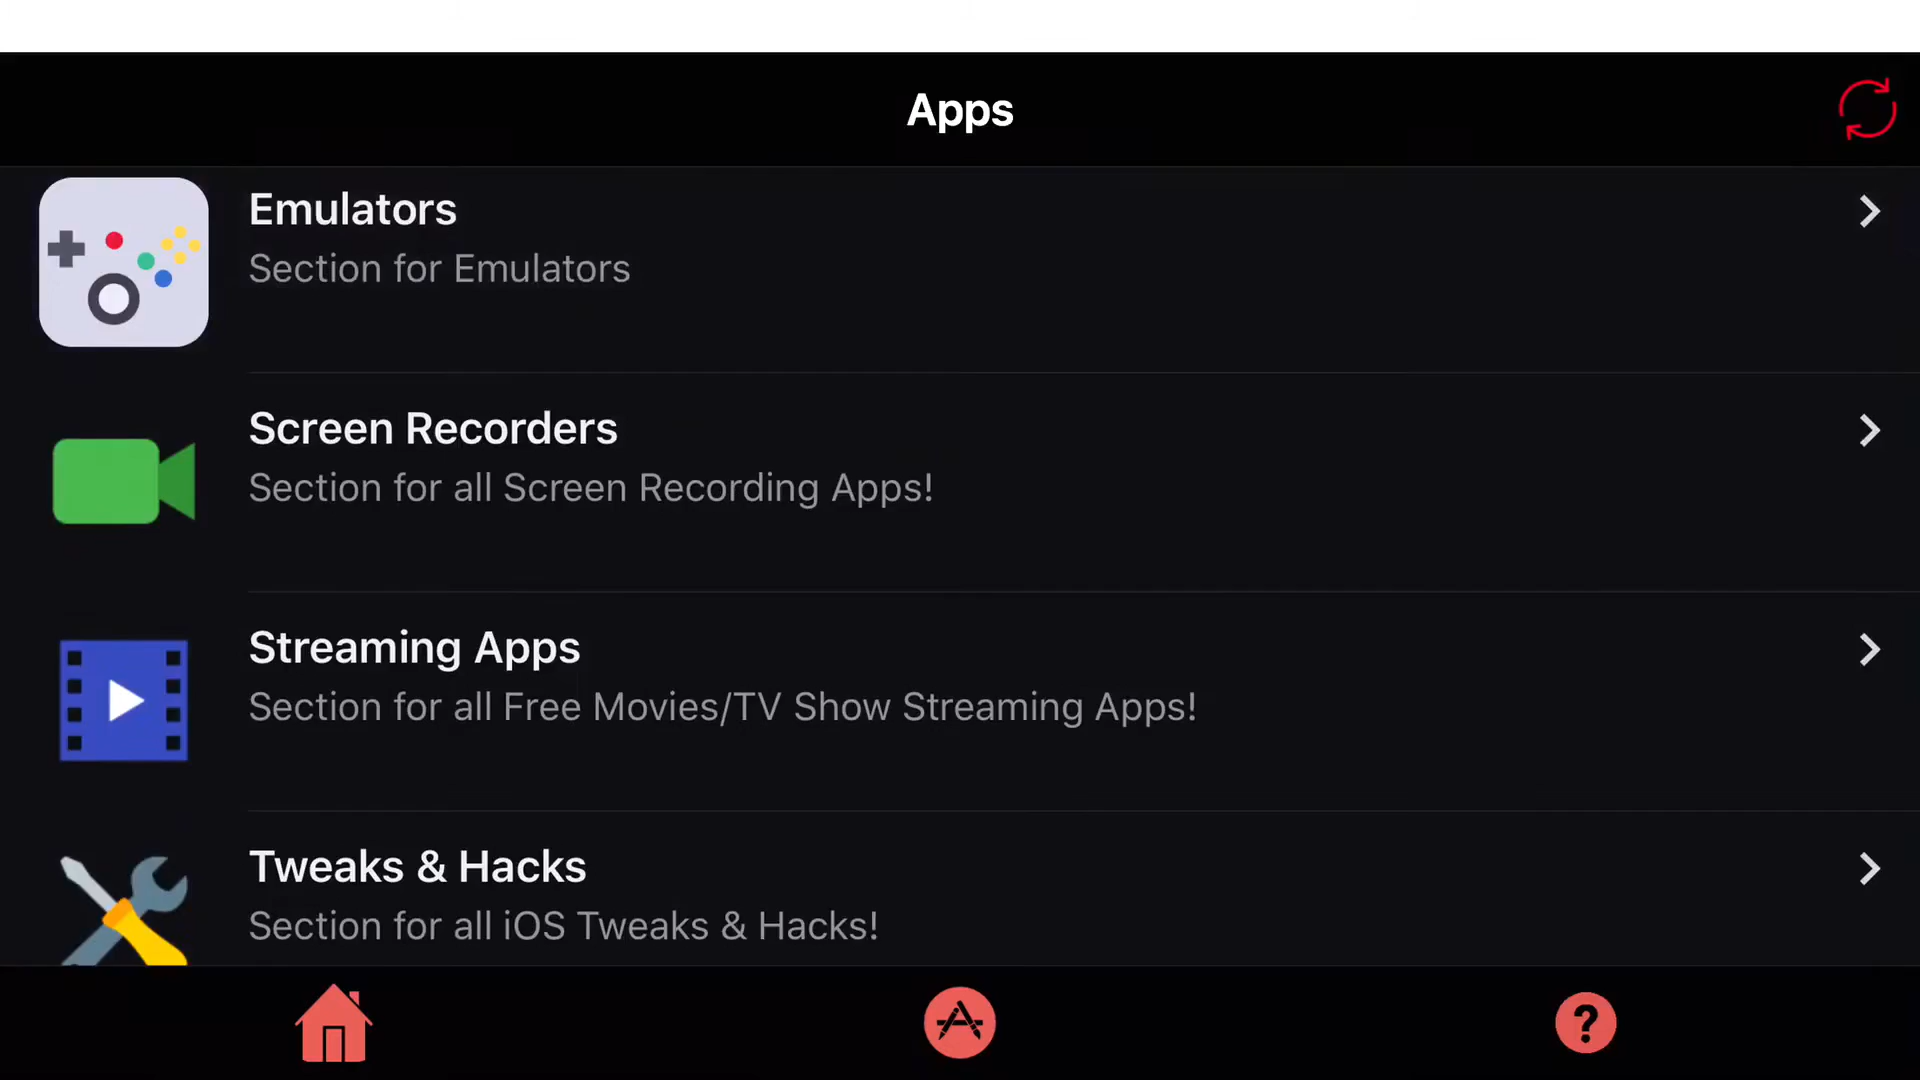 Apps
Emulators
Section for Emulators
Screen Recorders
Section for all Screen Recording Apps!
Streaming Apps
Section for all Free Movies/TV Show Streaming Apps!
Tweaks & Hacks
Section for all iOS Tweaks & Hacks!
?